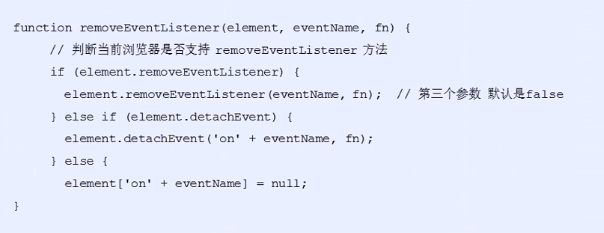 function removeEventListener(element, eventName, fn) {
// 判断当前浏览器是否支持 removeEventListener 方法
if (element.removeEventListener) {
element.removeEventListener(eventName, fn);  // 第三个参数 默认是false
} else if (element.detachEvent) {
element.detachEvent('on' + eventName, fn);
} else {
element['on' + eventName] = null;
}